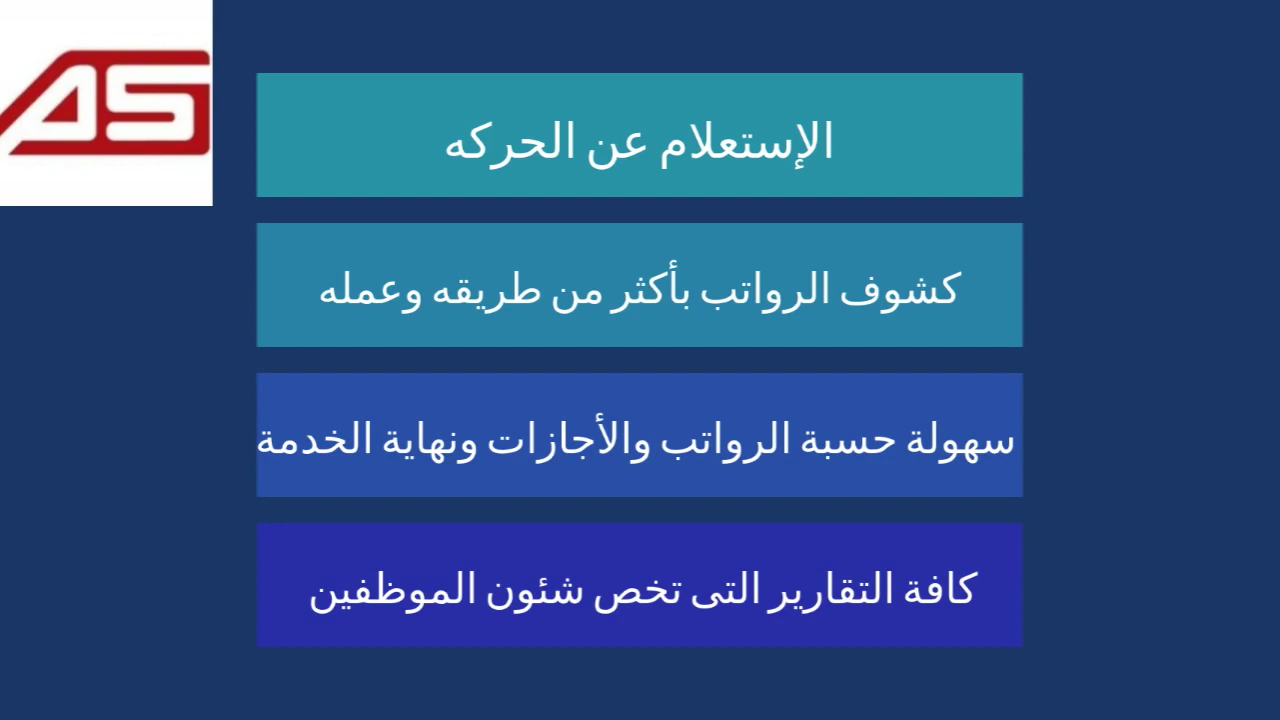 AS
الإستعلام عن الحركه
كشوف الرواتب بأكثر من طريقه وعمله
سهولة حسبة الرواتب والأجازات ونهاية الخدمة
كافة التقارير التى تخص شئون الموظفين